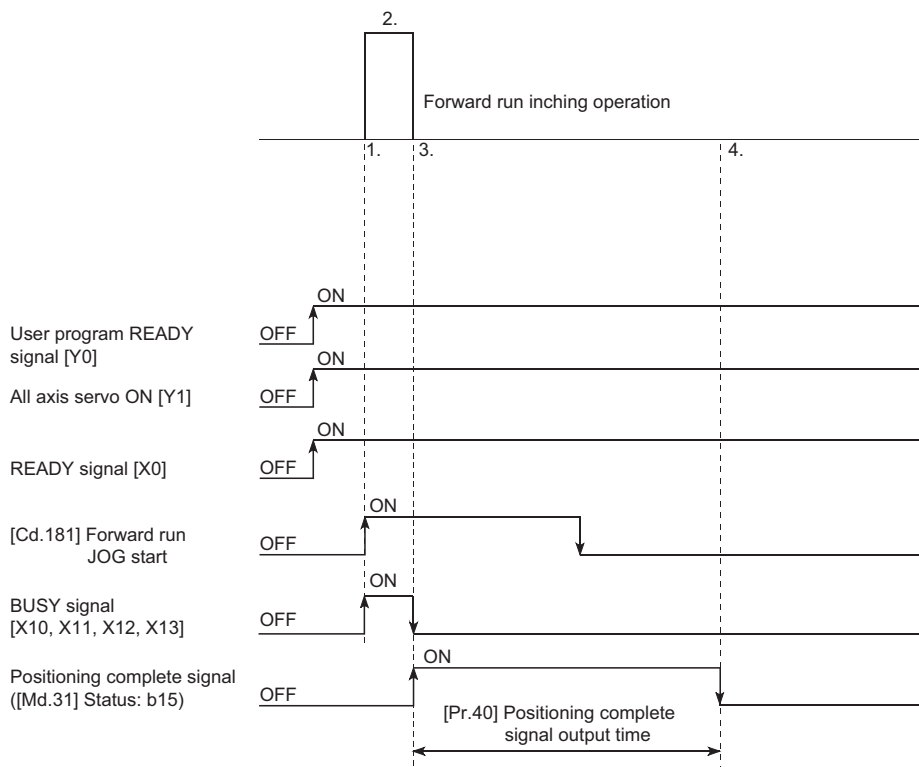 2.
Forward run inching operation
1.
3.
4.
ON
User program READY
signal [Y0]
OFF
ON
All axis servo ON [Y1]
OFF
ON
READY signal [X0]
OFF
ON
[Cd.181] Forward run
JOG start
OFF
ON
BUSY signal
[X10, X11, X12, X13]
OFF
ON
Positioning complete signal
([Md.31] Status: b15)
OFF
[Pr.40] Positioning complete
signal output time